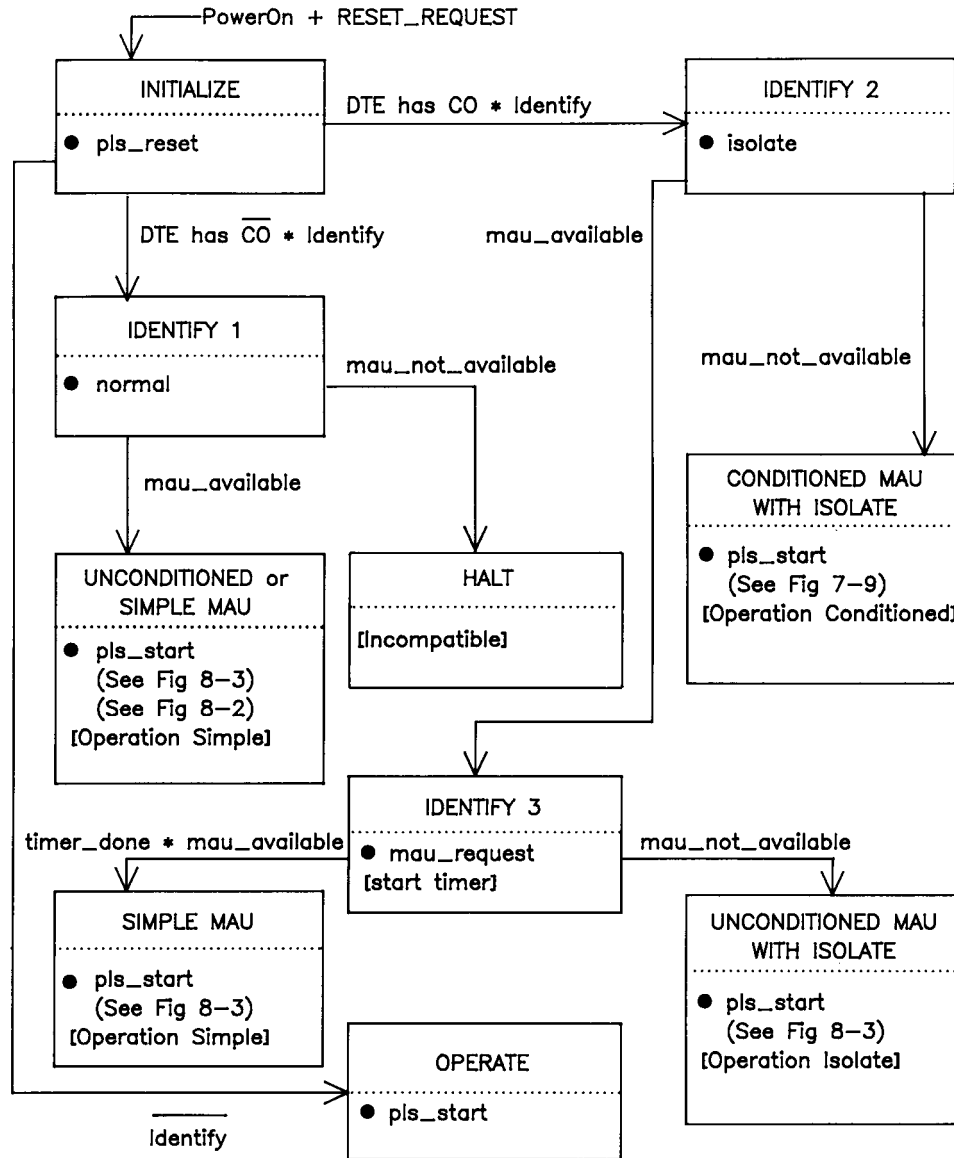 PowerOn + RESET_REQUEST
INITIALIZE
● pls_reset
DTE has CO * Identify
IDENTIFY 2
● isolate
DTE has C̅O̅ * Identify
mau_available
mau_not_available
IDENTIFY 1
● normal
mau_not_available
mau_available
CONDITIONED MAU
WITH ISOLATE
● pls_start
(See Fig 7-9)
[Operation Conditioned]
UNCONDITIONED or
SIMPLE MAU
● pls_start
(See Fig 8-3)
(See Fig 8-2)
[Operation Simple]
HALT
[Incompatible]
IDENTIFY 3
● mau_request
[start timer]
timer_done * mau_available
mau_not_available
SIMPLE MAU
● pls_start
(See Fig 8-3)
[Operation Simple]
UNCONDITIONED MAU
WITH ISOLATE
● pls_start
(See Fig 8-3)
[Operation Isolate]
OPERATE
● pls_start
I̅d̅e̅n̅t̅i̅f̅y̅